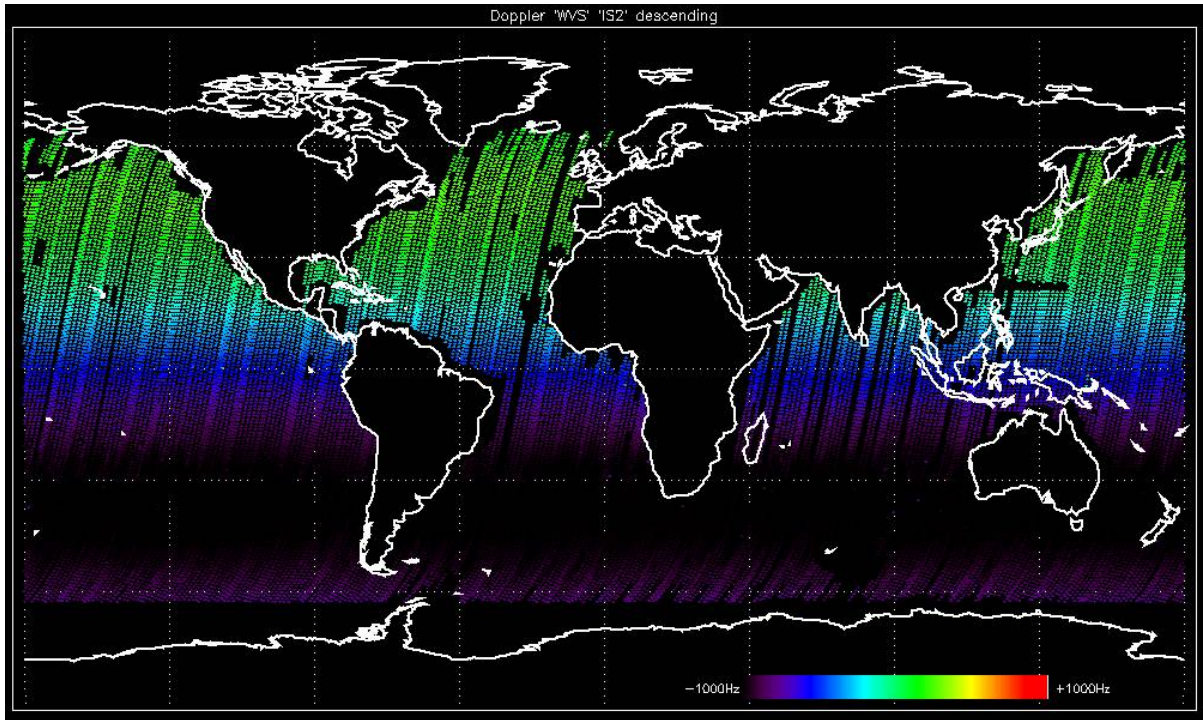 Doppler 'WVS' 'IS2' descending
−1000Hz +1000Hz